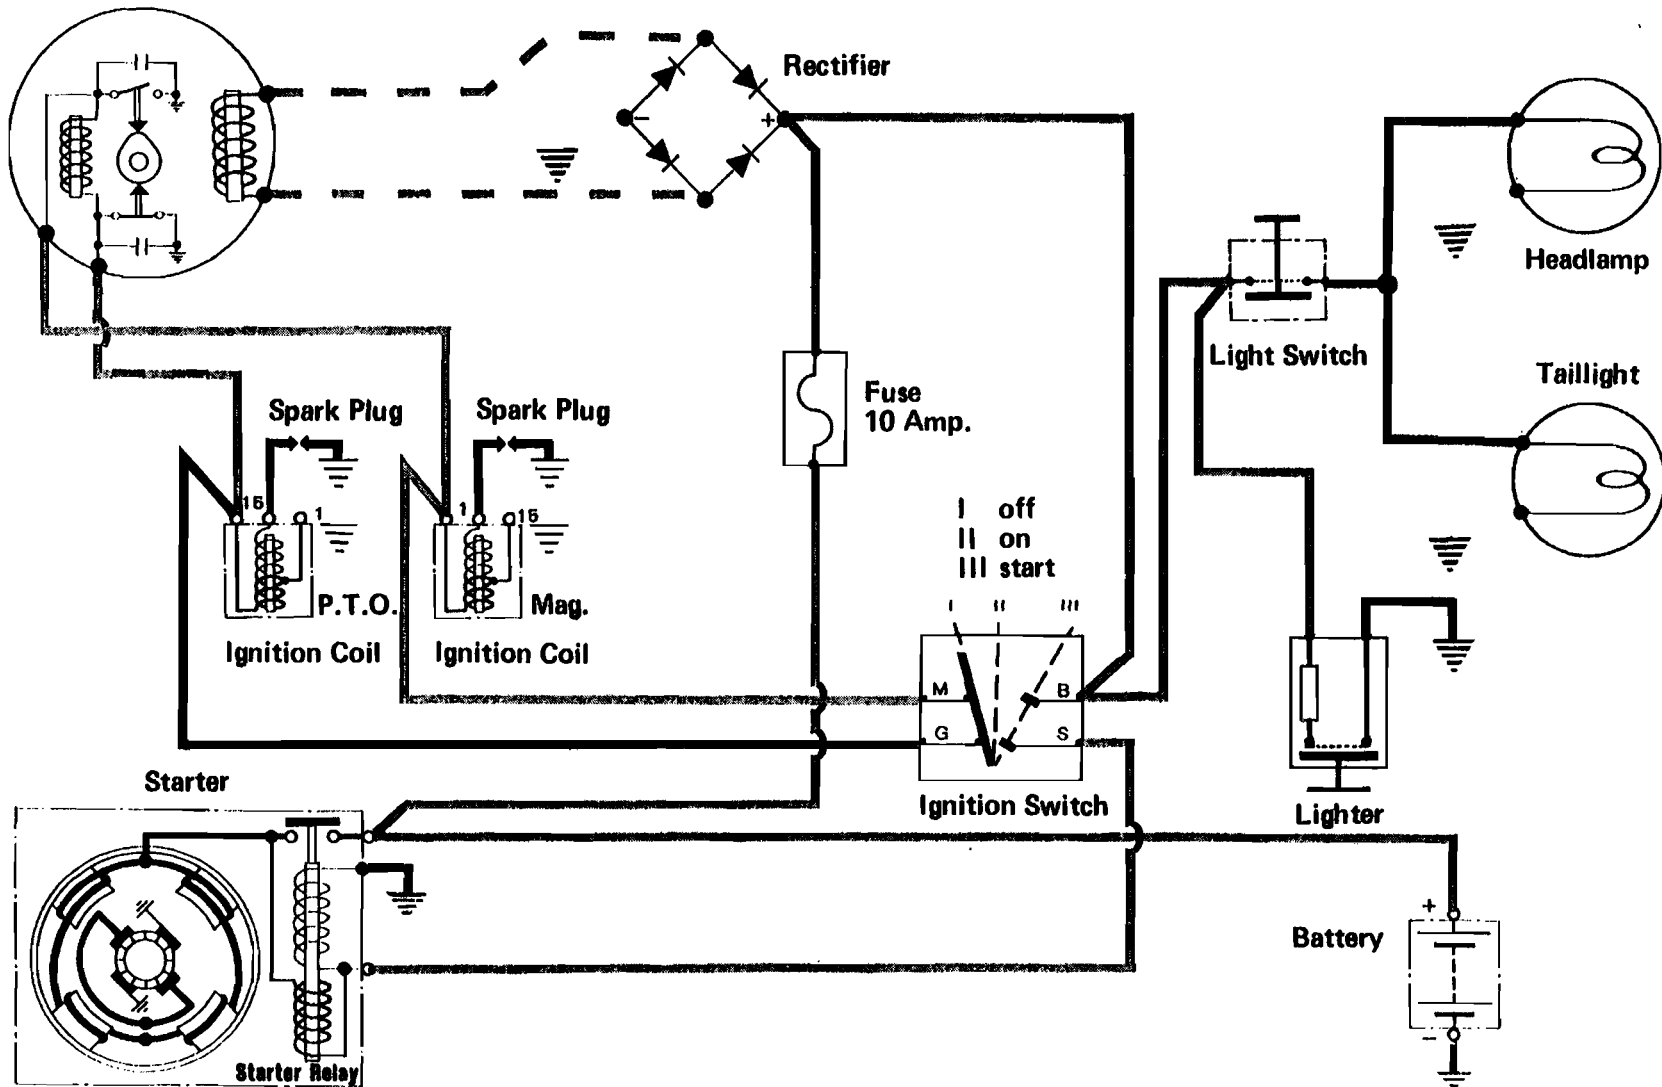 Rectifier
-
+
Headlamp
Light Switch
Taillight
Fuse
10 Amp.
Spark Plug
Spark Plug
15
1
1
15
I off
II on
III start
I II III
P.T.O.
Mag.
Ignition Coil
Ignition Coil
M
B
G
S
Ignition Switch
Lighter
Starter
Starter Relay
Battery
+
-